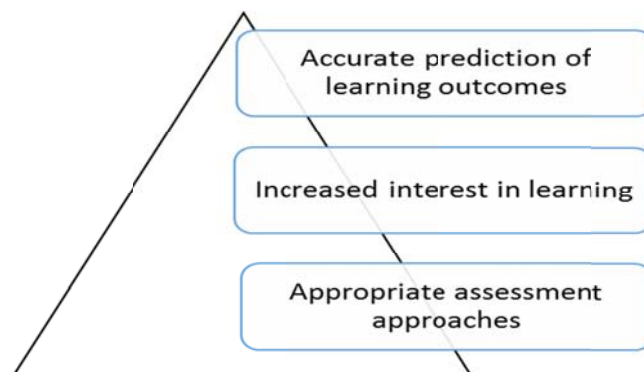 Accurate prediction of
learning outcomes
Increased interest in learning
Appropriate assessment
approaches